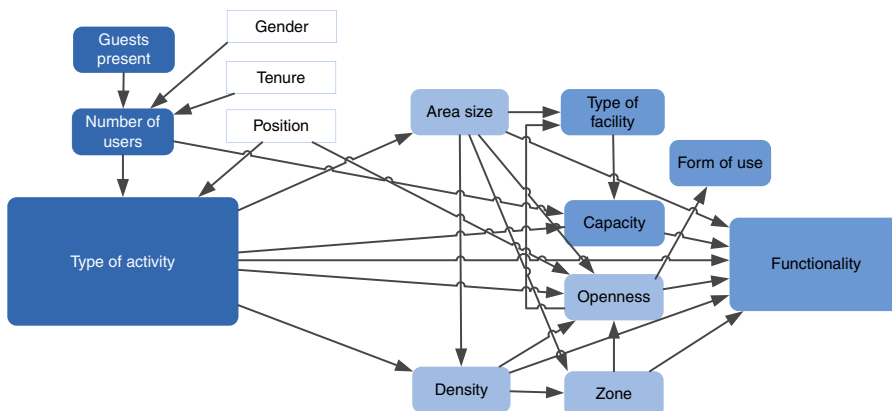 Guests
present
Gender
Tenure
Number of
users
Position
Area size
Type of
facility
Form of use
Type of activity
Capacity
Functionality
Openness
Density
Zone